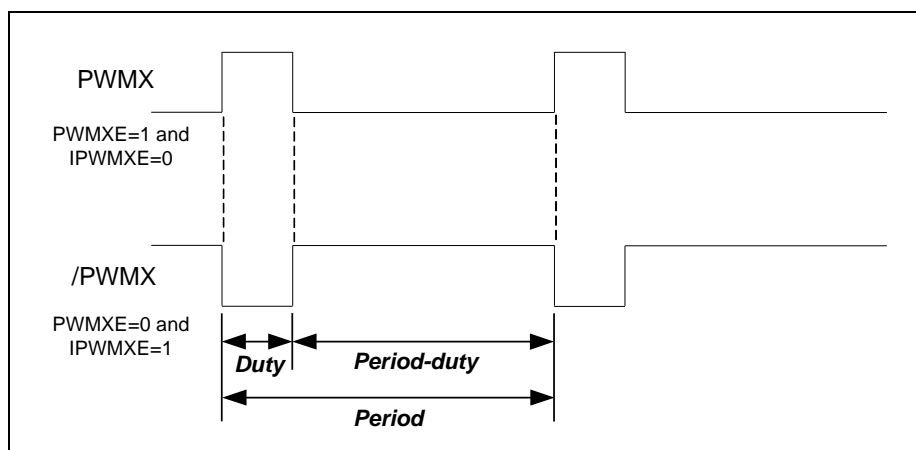 PWMX
PWMXE=1 and
IPWMXE=0
/PWMX
PWMXE=0 and
IPWMXE=1
Duty
Period-duty
Period